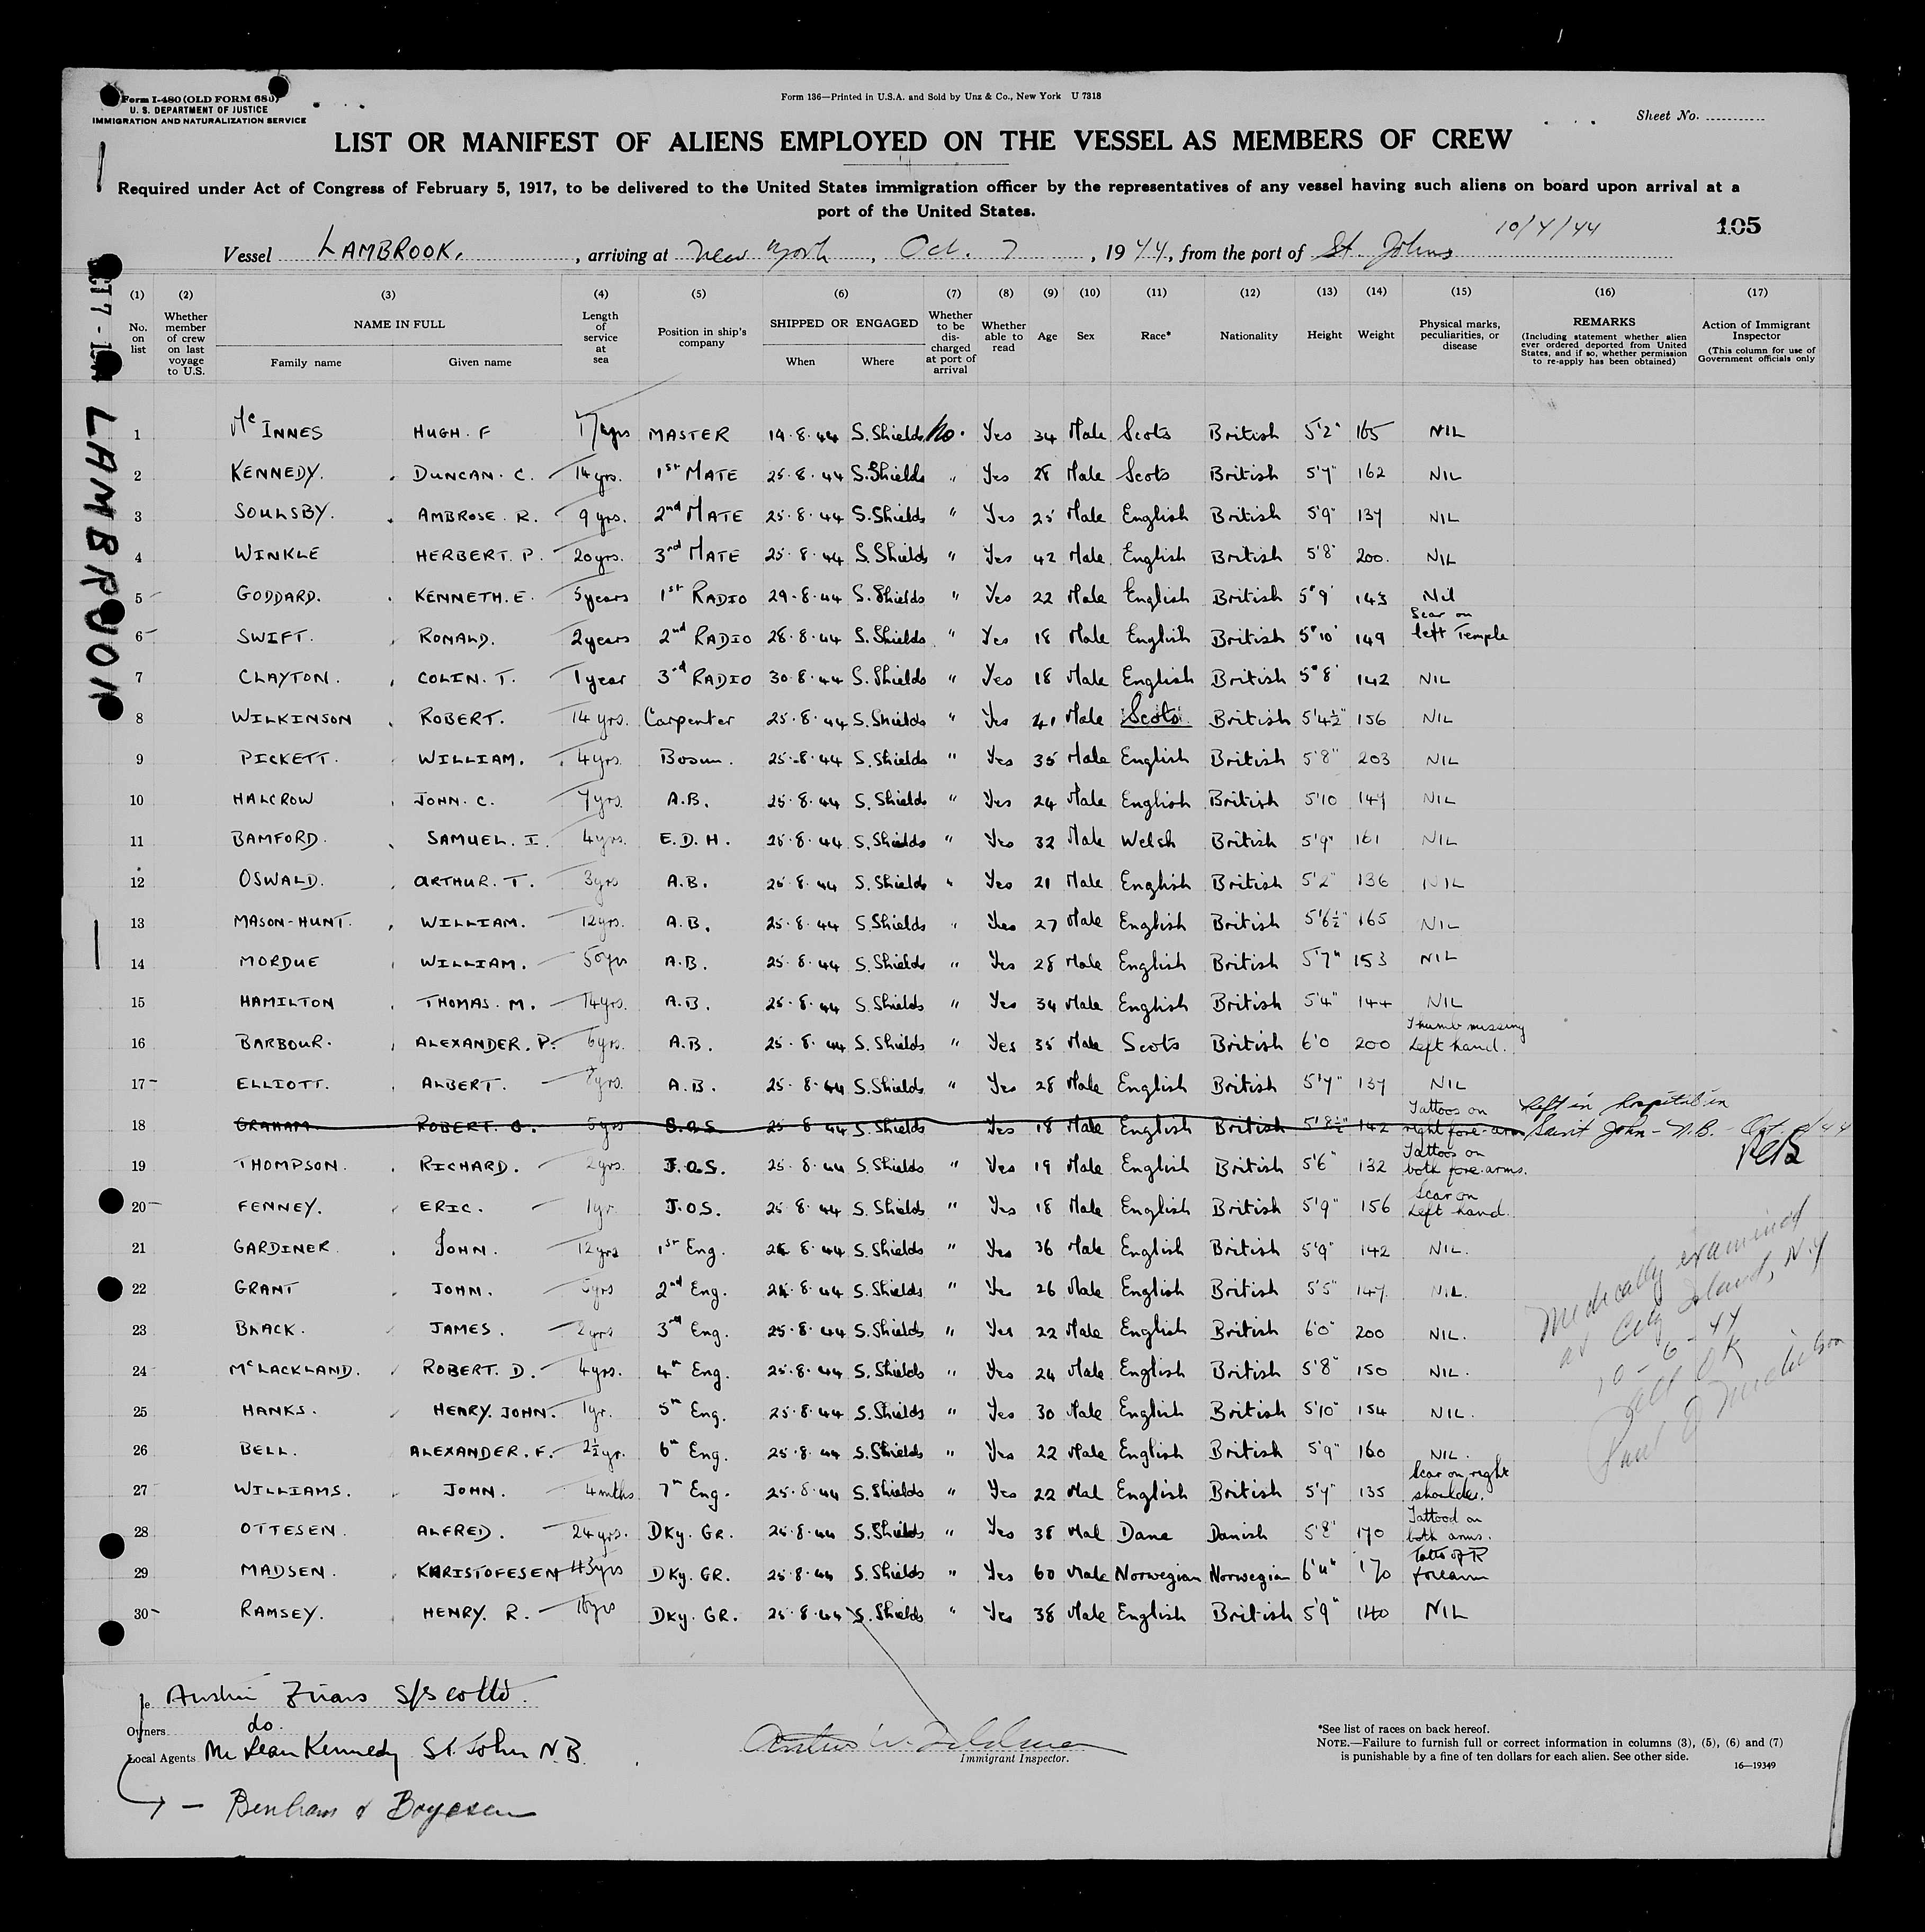 Form I-480 (OLD FORM 680)
U. S. DEPARTMENT OF JUSTICE
IMMIGRATION AND NATURALIZATION SERVICE
Form 136—Printed in U.S.A. and Sold by Unz & Co., New York U 7318
Sheet No.
LIST OR MANIFEST OF ALIENS EMPLOYED ON THE VESSEL AS MEMBERS OF CREW
Required under Act of Congress of February 5, 1917, to be delivered to the United States immigration officer by the representatives of any vessel having such aliens on board upon arrival at a
port of the United States.
10/4/44
105
Vessel LAMBROOK, , arriving at New York , Oct. 7 , 1944, from the port of St. Johns
LAMBROOK
(1) (2) (3) (4) (5) (6) (7) (8) (9) (10) (11) (12) (13) (14) (15) (16) (17)
No. on list
Whether member of crew on last voyage to U.S.
NAME IN FULL
Family name Given name
Length of service at sea
Position in ship's company
SHIPPED OR ENGAGED
When Where
Whether to be discharged at port of arrival
Whether able to read
Age
Sex
Race*
Nationality
Height
Weight
Physical marks, peculiarities, or disease
REMARKS
(Including statement whether alien ever ordered deported from United States, and if so, whether permission to re-apply has been obtained)
Action of Immigrant Inspector
(This column for use of Government officials only
1 McINNES HUGH. F 17yrs MASTER 19.8.44 S.Shields No. Yes 34 Male Scots British 5'2" 165 NIL
2 KENNEDY. DUNCAN. C. 14yrs. 1st MATE 25.8.44 S.Shields " Yes 28 Male Scots British 5'7" 162 NIL
3 SOULSBY. AMBROSE. R. 9yrs. 2nd MATE 25.8.44 S.Shields " Yes 25 Male English British 5'9" 137 NIL
4 WINKLE HERBERT. P. 20yrs. 3rd MATE 25.8.44 S.Shields " Yes 42 Male English British 5'8" 200. NIL
5 GODDARD. KENNETH. E. 5years 1st RADIO 29.8.44 S.Shields " Yes 22 Male English British 5"9' 143 Nil
6 SWIFT. RONALD. 2years 2nd RADIO 28.8.44 S.Shields " Yes 18 Male English British 5"10' 149 Scar on left Temple
7 CLAYTON. COLIN. T. 1year 3rd RADIO 30.8.44 S.Shields " Yes 18 Male English British 5"8' 142 NIL
8 WILKINSON ROBERT. 14yrs. Carpenter 25.8.44 S.Shields " Yes 41 Male Scots British 5'4½" 156 NIL
9 PICKETT. WILLIAM. 4yrs. Bosun. 25.8.44 S.Shields " Yes 35 Male English British 5'8" 203 NIL
10 HALCROW JOHN. C. 7yrs. A.B. 25.8.44 S.Shields " Yes 24 Male English British 5'10 149 NIL
11 BAMFORD. SAMUEL. I. 4yrs. E.D.H. 25.8.44 S.Shields " Yes 32 Male Welsh British 5'9" 161 NIL
12 OSWALD. ARTHUR. T. 3yrs A.B. 25.8.44 S.Shields " Yes 21 Male English British 5'2" 136 NIL
13 MASON-HUNT. WILLIAM. 12yrs. A.B. 25.8.44 S.Shields " Yes 27 Male English British 5'6½" 165 NIL
14 MORDUE WILLIAM. A.B. 25.8.44 S.Shields " Yes 28 Male English British 5'7" 153 NIL
15 HAMILTON THOMAS. M. 14yrs. A.B. 25.8.44 S.Shields " Yes 34 Male English British 5'4" 144 NIL
16 BARBOUR. ALEXANDER. P. 6yrs. A.B. 25.8.44 S.Shields " Yes 35 Male Scots British 6'0 200 Thumb missing Left hand.
17 ELLIOTT. ALBERT. A.B. 25.8.44 S.Shields " Yes 28 Male English British 5'7" 137 NIL
18 GRAHAM ROBERT. 5yrs 25 8 44 S.Shields Yes 18 Male English British 5'8½" 142 Tattoos on right fore-arm Left in hospital in Saint John - N.B. - Oct.
19 THOMPSON. RICHARD. 2yrs. J.O.S. 25.8.44 S.Shields " Yes 19 Male English British 5'6" 132 Tattoos on both fore-arms.
20 FENNEY. ERIC. 1yr. J.O.S. 25.8.44 S.Shields " Yes 18 Male English British 5'9" 156 Scar on Left hand.
21 GARDINER. JOHN. 12yrs 1st Eng. 24 8.44 S.Shields " Yes 36 Male English British 5'9" 142 NIL.
22 GRANT JOHN. 5yrs 2nd Eng. 24.8.44 S.Shields " Yes 26 Male English British 5'5" 147. NIL.
23 BLACK. JAMES. 2yrs 3rd Eng. 25.8.44 S.Shields " Yes 22 Male English British 6'0" 200 NIL.
24 McLACKLAND. ROBERT. D. 4yrs. 4th Eng. 25.8.44 S.Shields " Yes 24 Male English British 5'8" 150 NIL.
25 HANKS. HENRY. JOHN. 1yr. 5th Eng. 25.8.44 S.Shields " Yes 30 Male English British 5'10" 154 NIL.
26 BELL. ALEXANDER. F. 2½yr. 6th Eng. 25.8.44 S.Shields " Yes 22 Male English British 5'9" 160 NIL.
27 WILLIAMS. JOHN. 4mths. 7th Eng. 25.8.44 S.Shields " Yes 22 Mal English British 5'7" 135 Scar on right shoulder.
28 OTTESEN. ALFRED. 24yrs. Dky. GR. 25.8.44 S.Shields " Yes 38 Mal Dane Danish 5'8" 170 Tattood on both arms.
29 MADSEN. KHRISTOFESEN 43yrs DKy. GR. 25.8.44 S.Shields " Yes 60 Male Norwegian Norwegian 6'4" 170 forearm
30 RAMSEY. HENRY. R. 18yrs DKy. GR. 25.8.44 S.Shields " Yes 38 Male English British 5'9" 140 NIL
Medically examined
at City Island, N.Y
10-6-44
all OK
Owners do.
Local Agents Mc Lean Kennedy St. John N.B.
Benham & Boyesen
Immigrant Inspector.
*See list of races on back hereof.
NOTE.—Failure to furnish full or correct information in columns (3), (5), (6) and (7)
is punishable by a fine of ten dollars for each alien. See other side.
16—19349